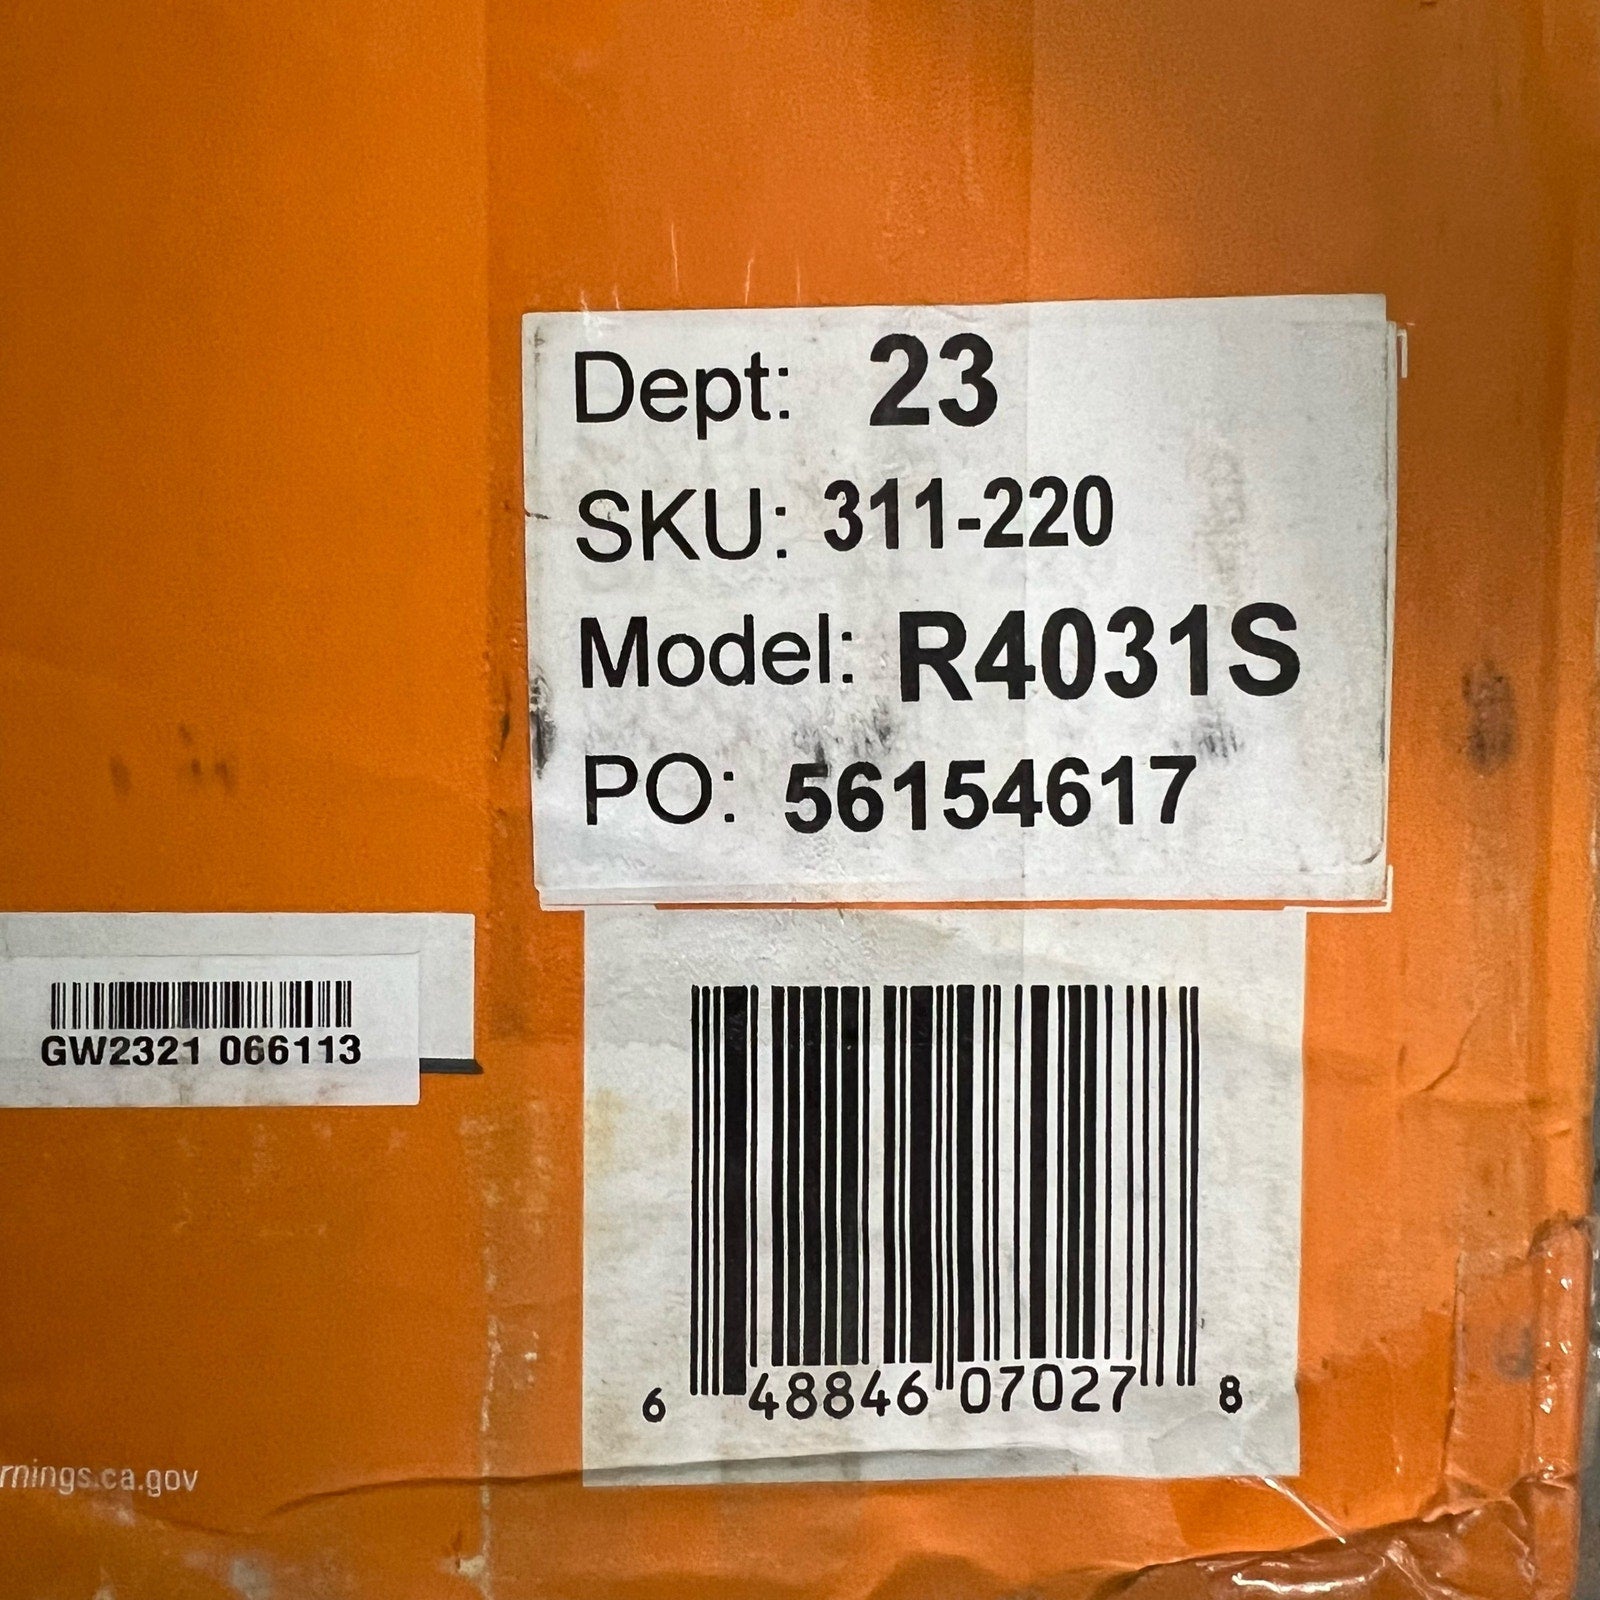 Dept: 23
SKU: 311-220
Model: R4031S
PO: 56154617
GW2321 066113
6 48846 07027 8
rnings.ca.gov